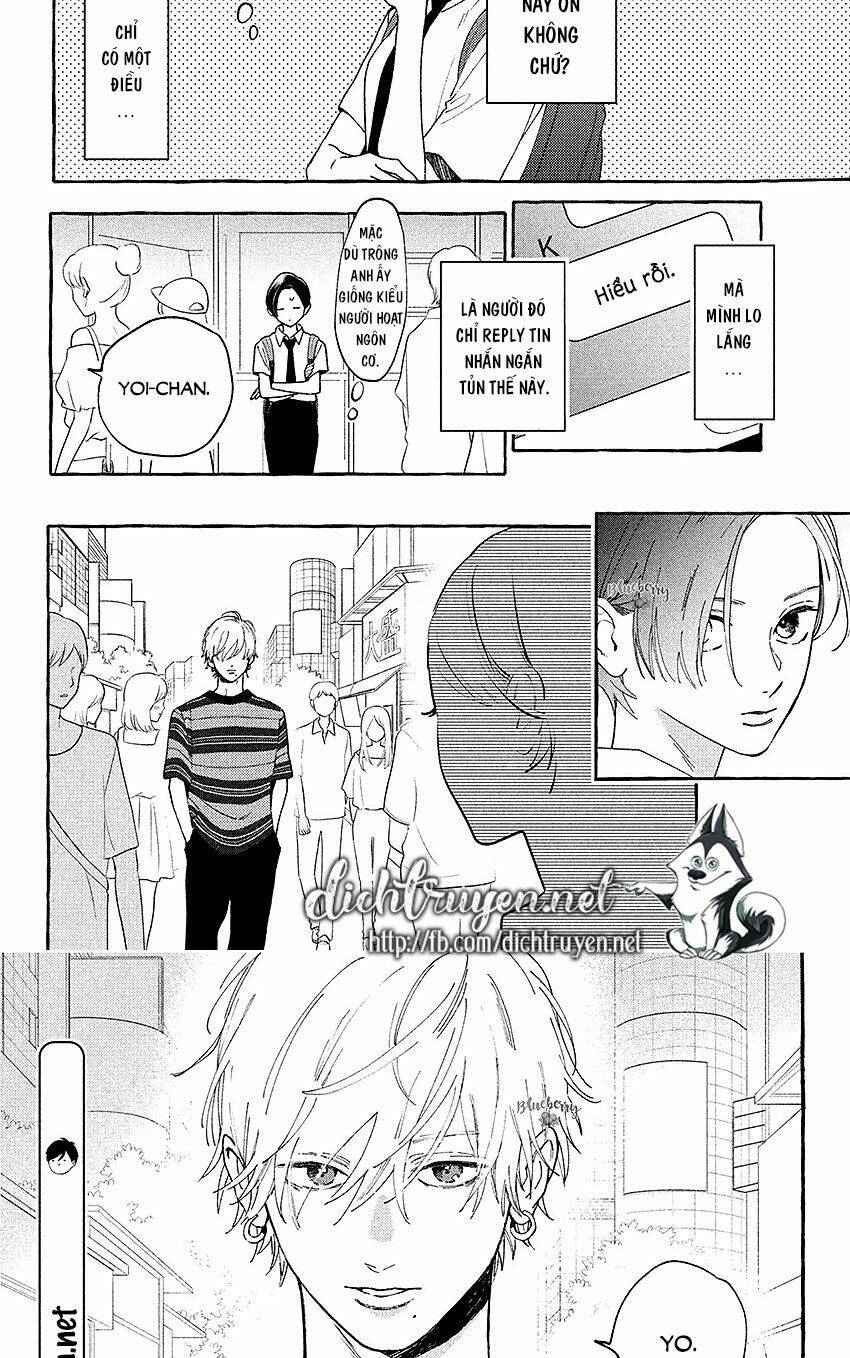 NÀY ỔN
KHÔNG
CHỨ?
CHỈ
CÓ MỘT
ĐIỀU
...
K
Hiểu rồi.
MÀ
MÌNH LO
LẮNG
...
LÀ NGƯỜI ĐÓ
CHỈ REPLY TIN
NHẮN NGẮN
TỦN THẾ NÀY.
MẶC
DÙ TRÔNG
ANH ẤY
GIỐNG KIỂU
NGƯỜI HOẠT
NGÔN
CƠ.
YOI-CHAN.
Blueberry
大盛
dichtruyen.net
http://fb.com/dichtruyen.net
Blueberry
n.net
YO.